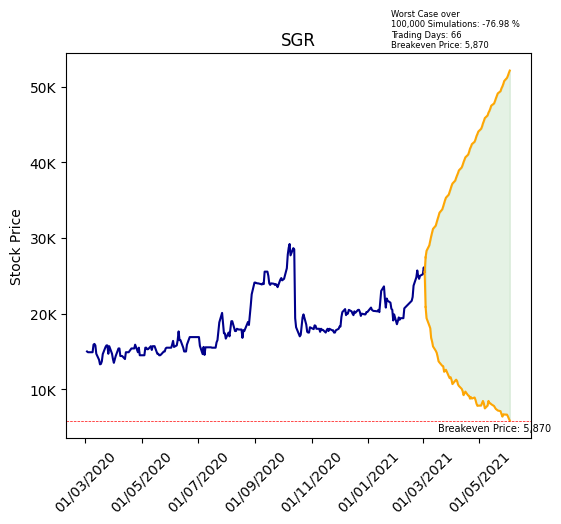 Worst Case over
100,000 Simulations: -76.98 %
Trading Days: 66
Breakeven Price: 5,870
SGR
Stock Price
50K
40K
30K
20K
10K
Breakeven Price: 5,870
01/03/2020
01/05/2020
01/07/2020
01/09/2020
01/11/2020
01/01/2021
01/03/2021
01/05/2021